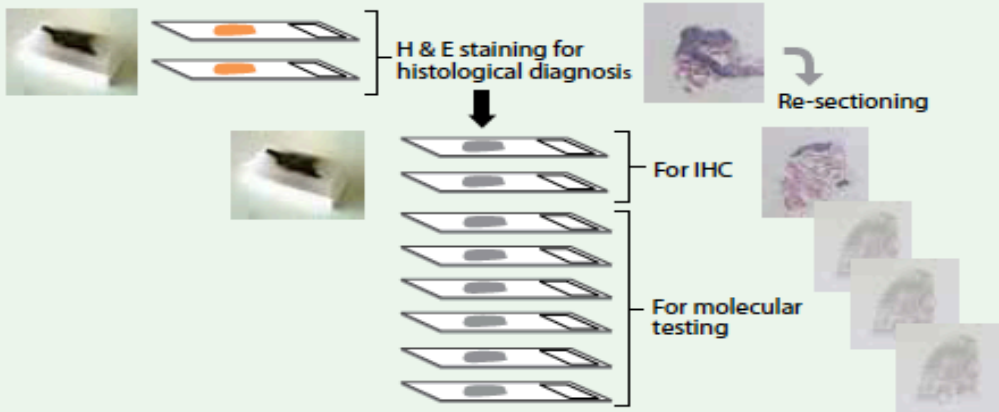 H & E staining for
histological diagnosis
Re-sectioning
For IHC
For molecular
testing